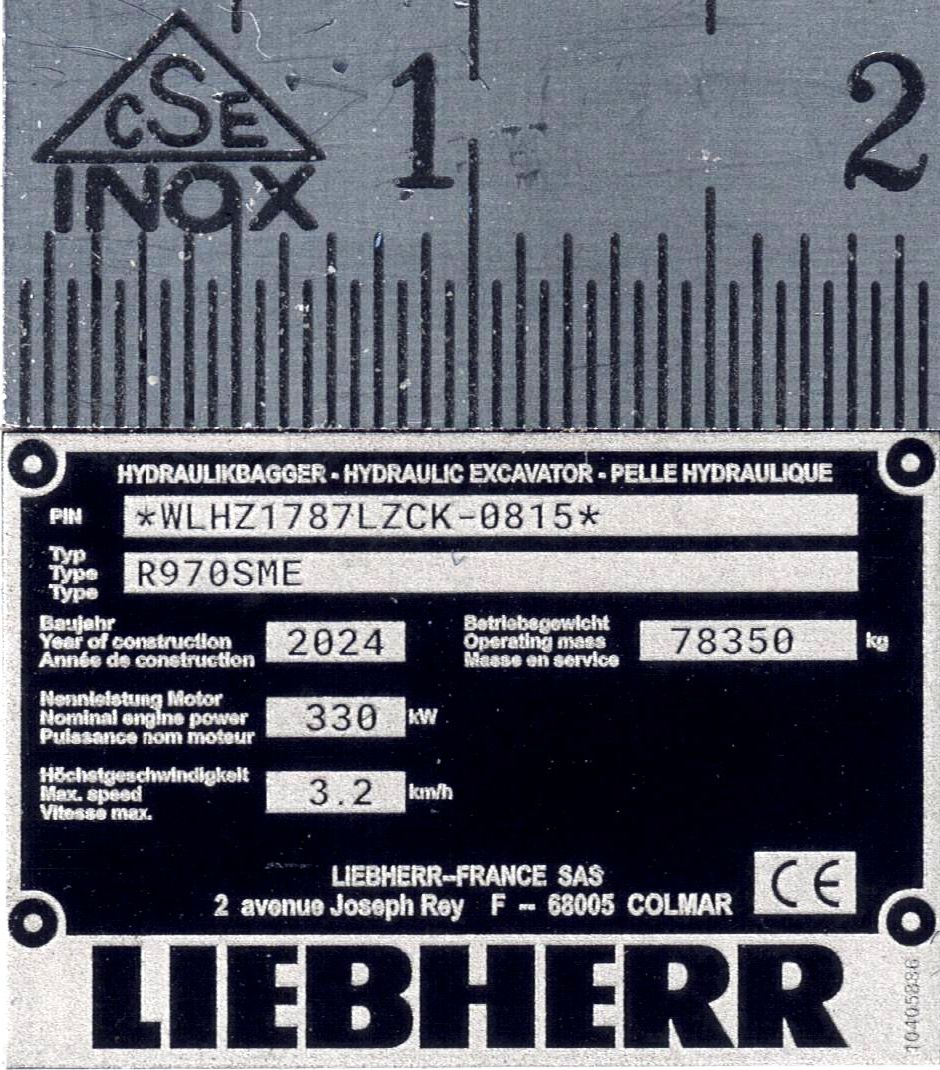 CSE
INOX
1 2
HYDRAULIKBAGGER - HYDRAULIC EXCAVATOR - PELLE HYDRAULIQUE
PIN *WLHZ1787LZCK-0815*
Typ
Type R970SME
Type
Baujahr
Year of construction 2024
Année de construction
Betriebsgewicht
Operating mass 78350 kg
Masse en service
Nennleistung Motor
Nominal engine power 330 kW
Puissance nom moteur
Höchstgeschwindigkeit
Max. speed 3.2 km/h
Vitesse max.
LIEBHERR-FRANCE SAS
2 avenue Joseph Rey F -- 68005 COLMAR
CE
LIEBHERR
10405886